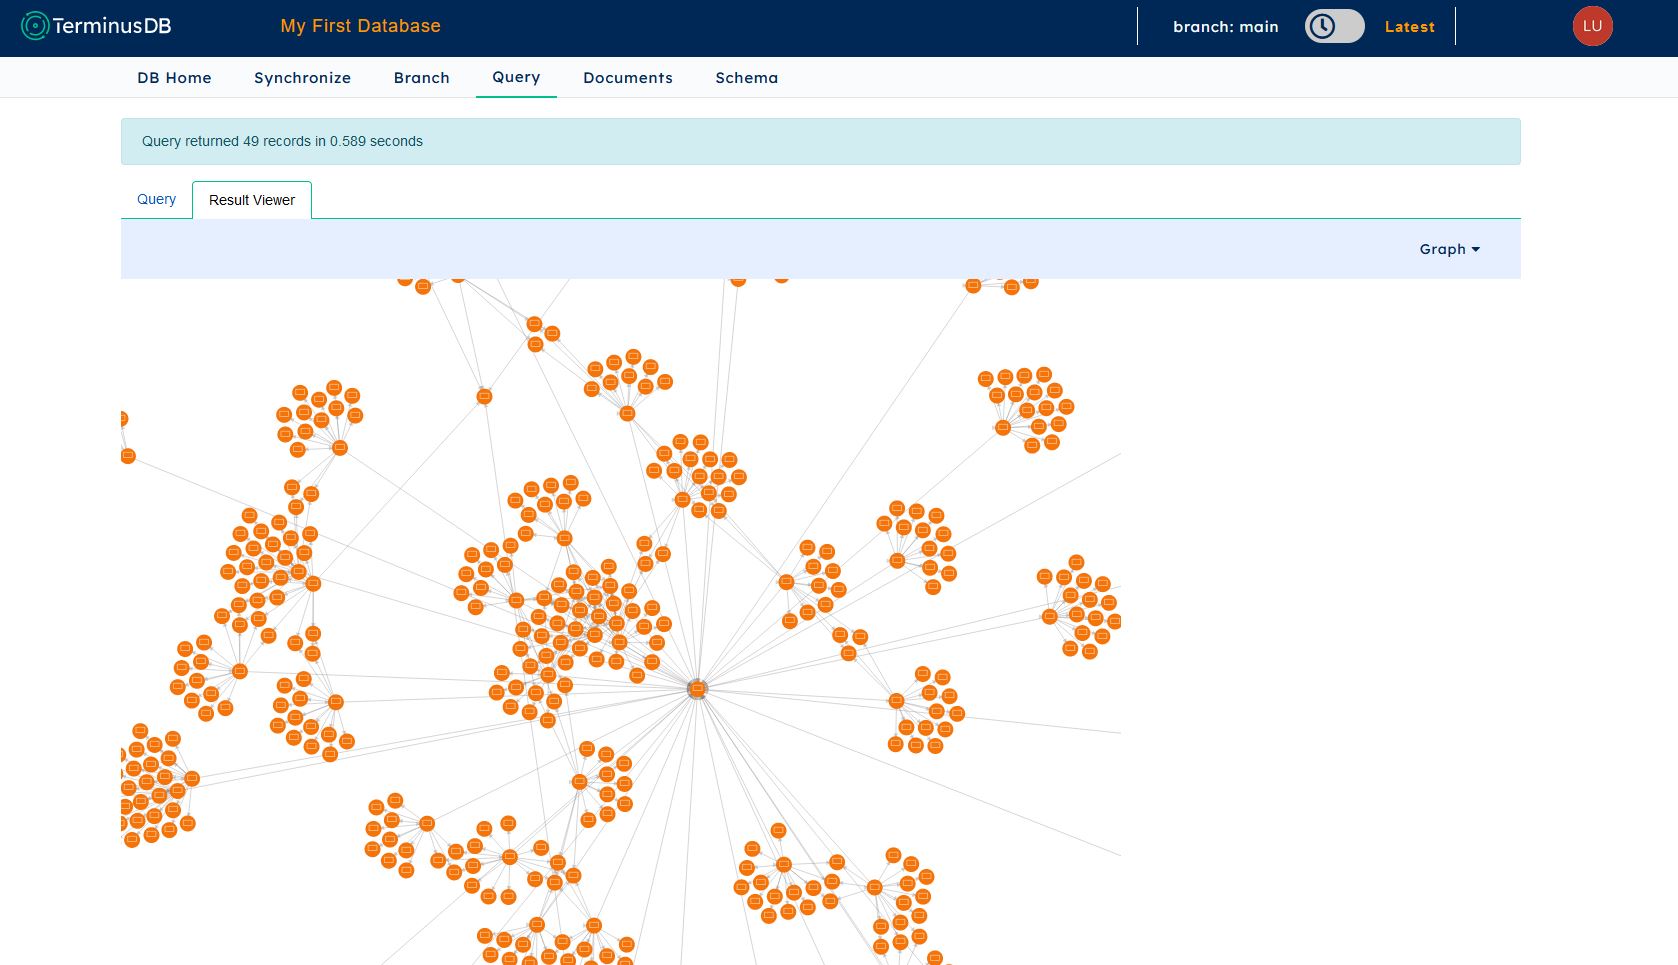 TerminusDB
My First Database
branch: main
Latest
LU
DB Home
Synchronize
Branch
Query
Documents
Schema
Query returned 49 records in 0.589 seconds
Query
Result Viewer
Graph